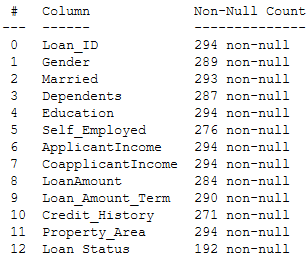 #   Column             Non-Null Count
---  ------             --------------
0   Loan_ID            294 non-null
1   Gender             289 non-null
2   Married            293 non-null
3   Dependents         287 non-null
4   Education          294 non-null
5   Self_Employed      276 non-null
6   ApplicantIncome    294 non-null
7   CoapplicantIncome  294 non-null
8   LoanAmount         284 non-null
9   Loan_Amount_Term   290 non-null
10  Credit_History     271 non-null
11  Property_Area      294 non-null
12  Loan_Status        192 non-null